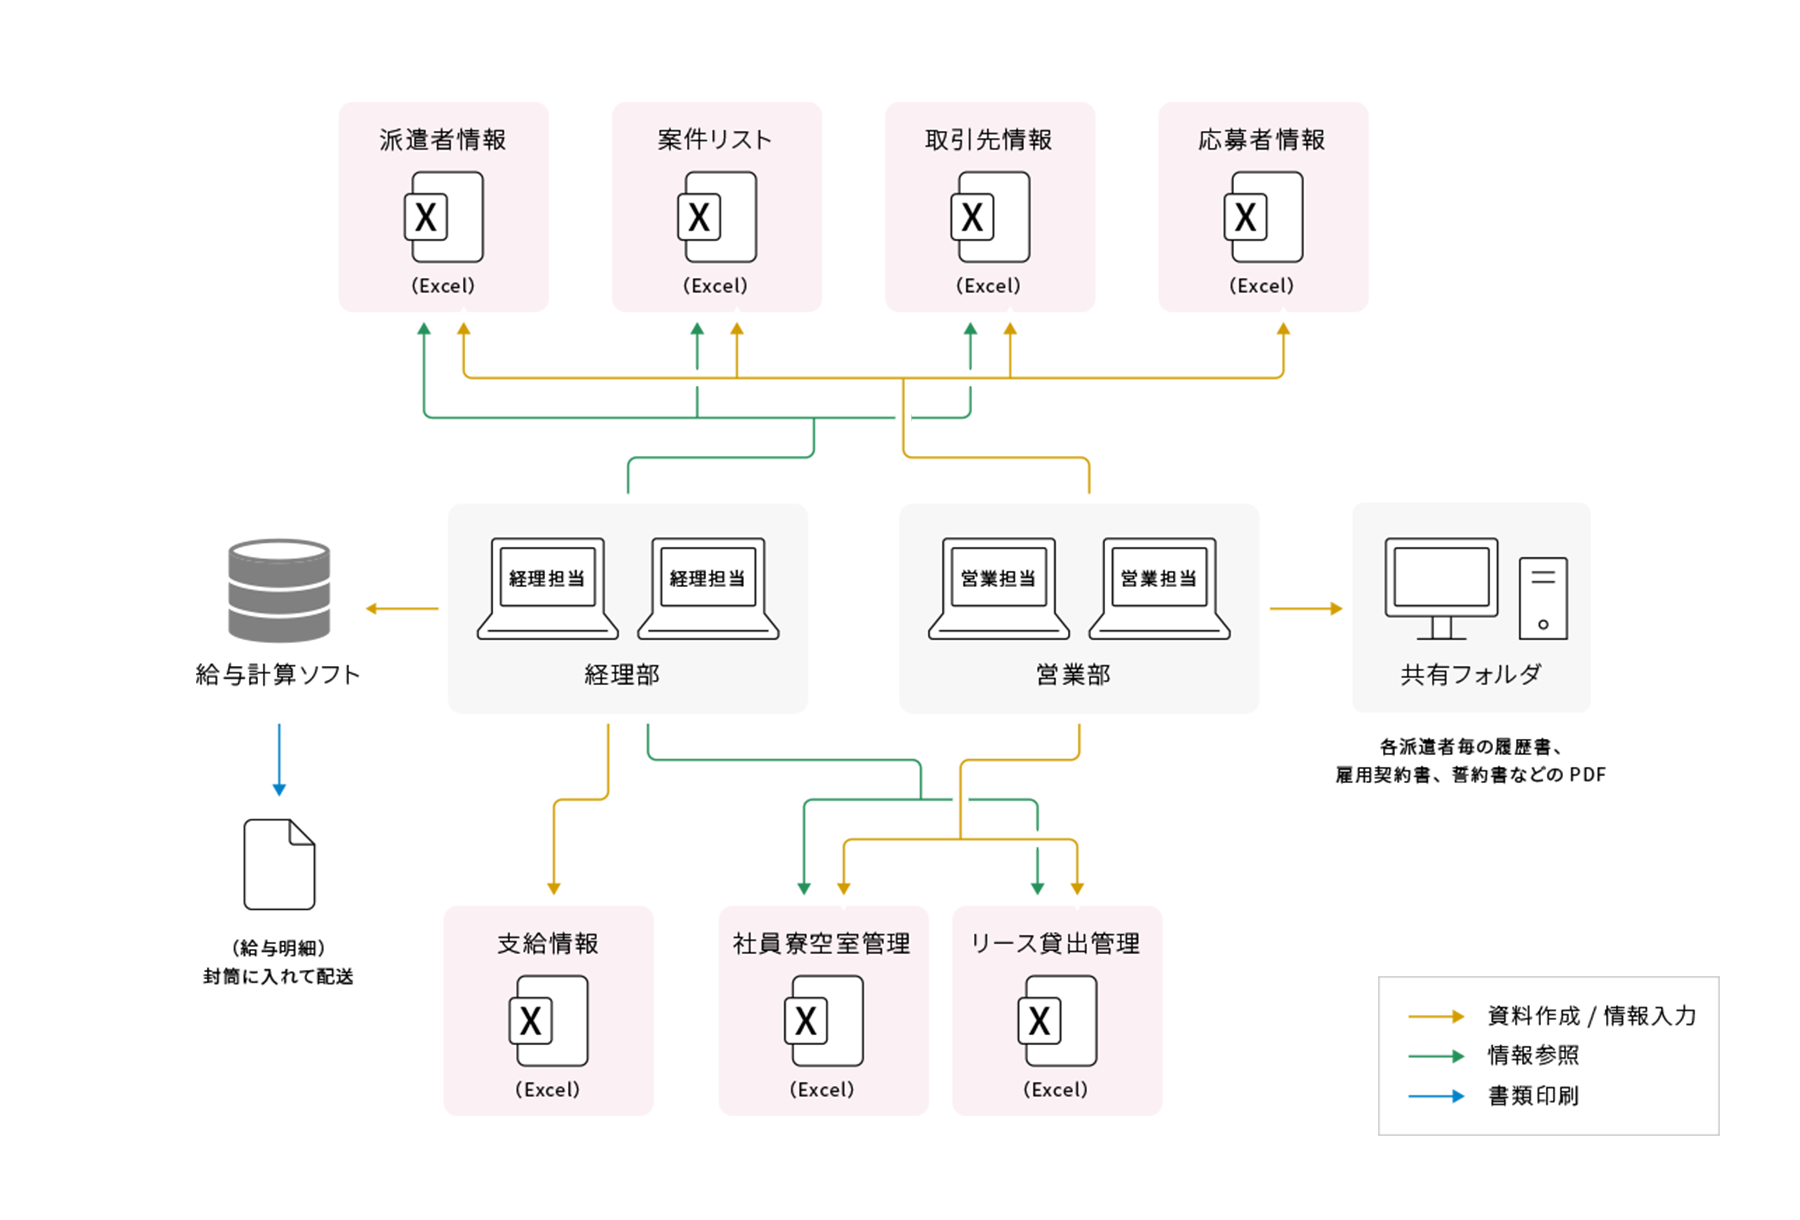 派遣者情報
X
（Excel）
案件リスト
X
（Excel）
取引先情報
X
（Excel）
応募者情報
X
（Excel）
給与計算ソフト
経理担当
経理担当
経理部
営業担当
営業担当
営業部
共有フォルダ
各派遣者毎の履歴書、
雇用契約書、誓約書などの PDF
（給与明細）
封筒に入れて配送
支給情報
X
（Excel）
社員寮空室管理
X
（Excel）
リース貸出管理
X
（Excel）
資料作成 / 情報入力
情報参照
書類印刷